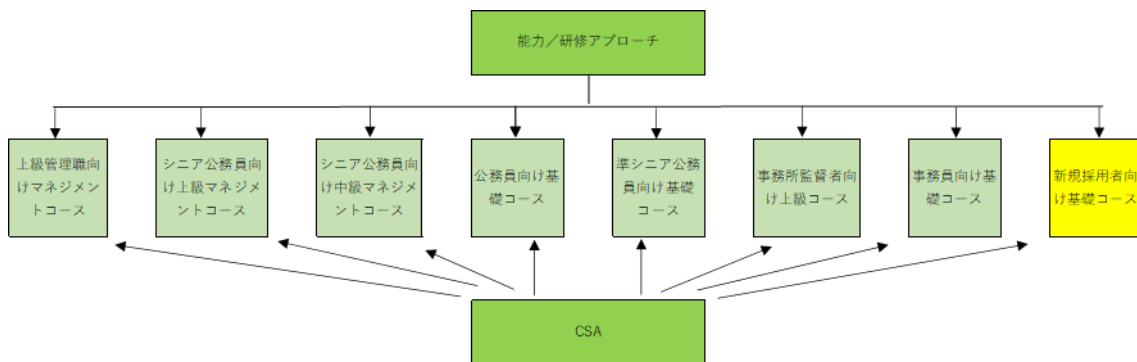 能力／研修アプローチ
上級管理職向
けマネジメン
トコース
シニア公務員向
け上級マネジメ
ントコース
シニア公務員向
け中級マネジメ
ントコース
公務員向け基
礎コース
準シニア公務
員向け基礎
コース
事務所監督者向
け上級コース
事務員向け基
礎コース
新規採用者向
け基礎コース
CSA